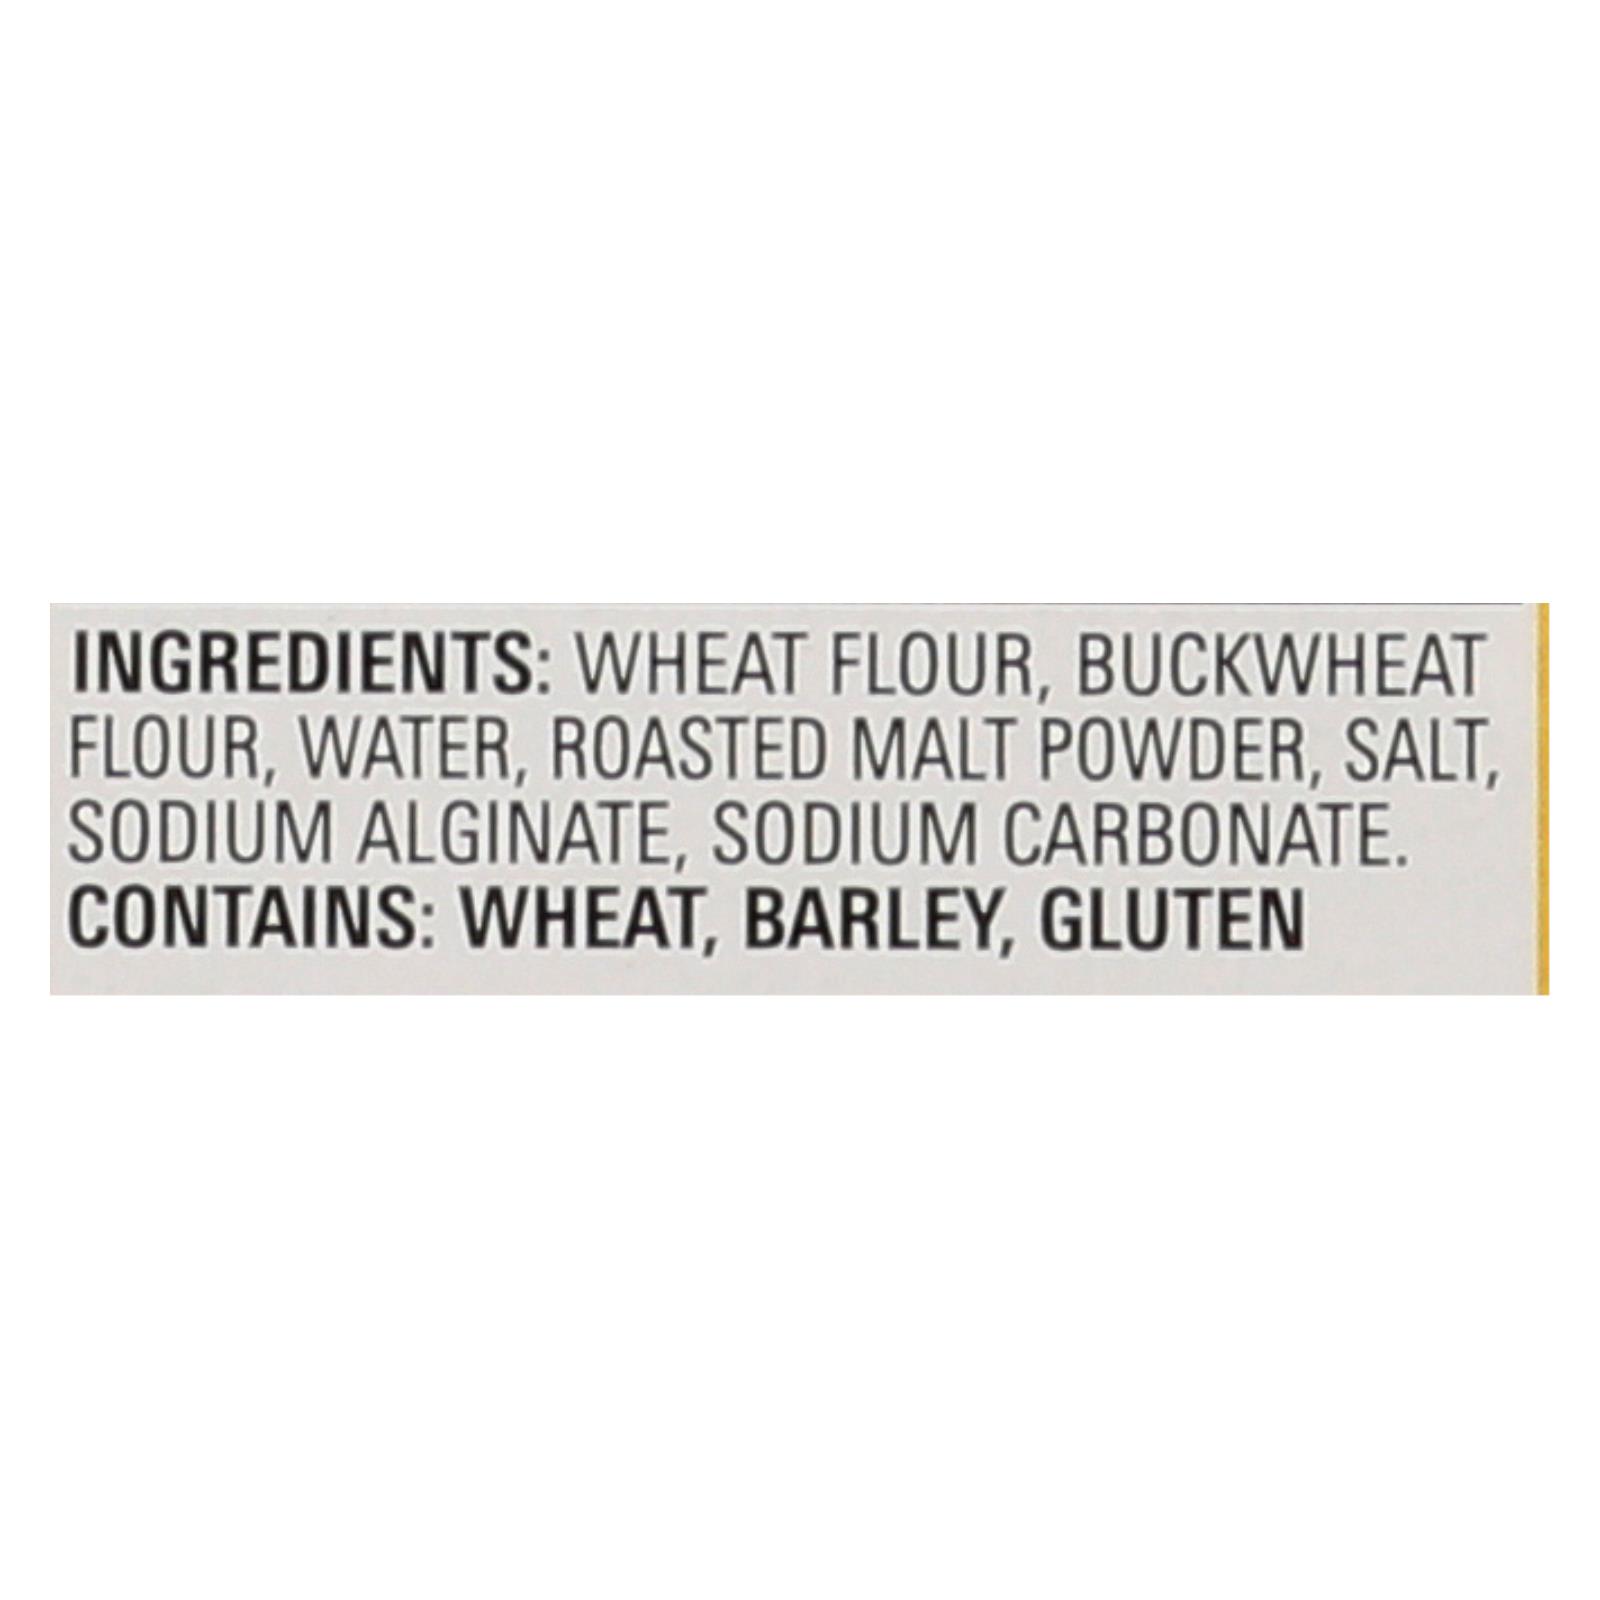 INGREDIENTS: WHEAT FLOUR, BUCKWHEAT
FLOUR, WATER, ROASTED MALT POWDER, SALT,
SODIUM ALGINATE, SODIUM CARBONATE.
CONTAINS: WHEAT, BARLEY, GLUTEN